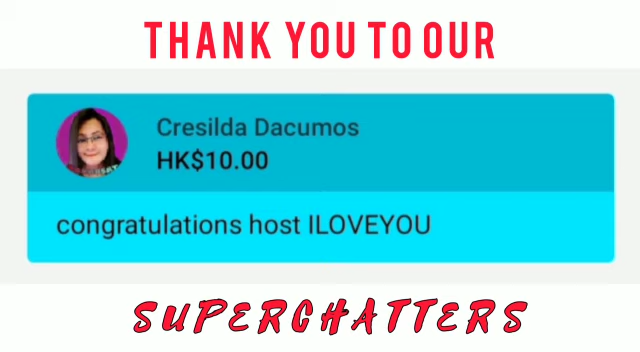 THANK YOU TO OUR
Cresilda Dacumos
HK$10.00
congratulations host ILOVEYOU
SUPERCHATTERS